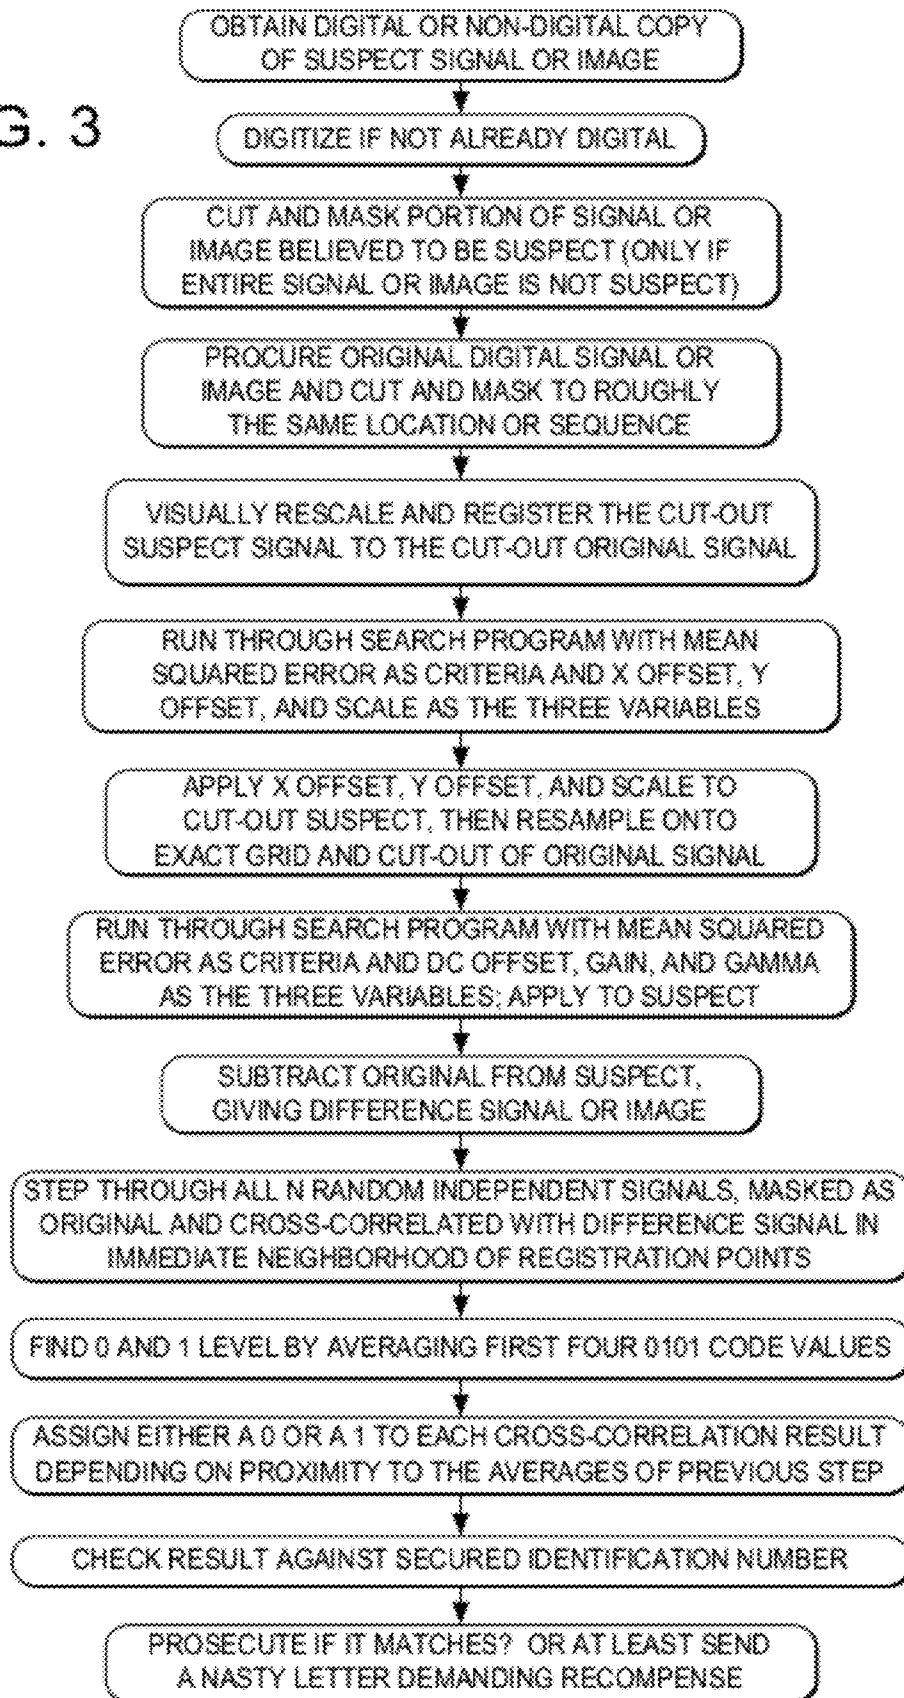 OBTAIN DIGITAL OR NON-DIGITAL COPY
OF SUSPECT SIGNAL OR IMAGE
G. 3
DIGITIZE IF NOT ALREADY DIGITAL
CUT AND MASK PORTION OF SIGNAL OR
IMAGE BELIEVED TO BE SUSPECT (ONLY IF
ENTIRE SIGNAL OR IMAGE IS NOT SUSPECT)
PROCURE ORIGINAL DIGITAL SIGNAL OR
IMAGE AND CUT AND MASK TO ROUGHLY
THE SAME LOCATION OR SEQUENCE
VISUALLY RESCALE AND REGISTER THE CUT-OUT
SUSPECT SIGNAL TO THE CUT-OUT ORIGINAL SIGNAL
RUN THROUGH SEARCH PROGRAM WITH MEAN
SQUARED ERROR AS CRITERIA AND X OFFSET, Y
OFFSET, AND SCALE AS THE THREE VARIABLES
APPLY X OFFSET, Y OFFSET, AND SCALE TO
CUT-OUT SUSPECT, THEN RESAMPLE ONTO
EXACT GRID AND CUT-OUT OF ORIGINAL SIGNAL
RUN THROUGH SEARCH PROGRAM WITH MEAN SQUARED
ERROR AS CRITERIA AND DC OFFSET, GAIN, AND GAMMA
AS THE THREE VARIABLES; APPLY TO SUSPECT
SUBTRACT ORIGINAL FROM SUSPECT,
GIVING DIFFERENCE SIGNAL OR IMAGE
STEP THROUGH ALL N RANDOM INDEPENDENT SIGNALS, MASKED AS
ORIGINAL AND CROSS-CORRELATED WITH DIFFERENCE SIGNAL IN
IMMEDIATE NEIGHBORHOOD OF REGISTRATION POINTS
FIND 0 AND 1 LEVEL BY AVERAGING FIRST FOUR 0101 CODE VALUES
ASSIGN EITHER A 0 OR A 1 TO EACH CROSS-CORRELATION RESULT
DEPENDING ON PROXIMITY TO THE AVERAGES OF PREVIOUS STEP
CHECK RESULT AGAINST SECURED IDENTIFICATION NUMBER
PROSECUTE IF IT MATCHES? OR AT LEAST SEND
A NASTY LETTER DEMANDING RECOMPENSE